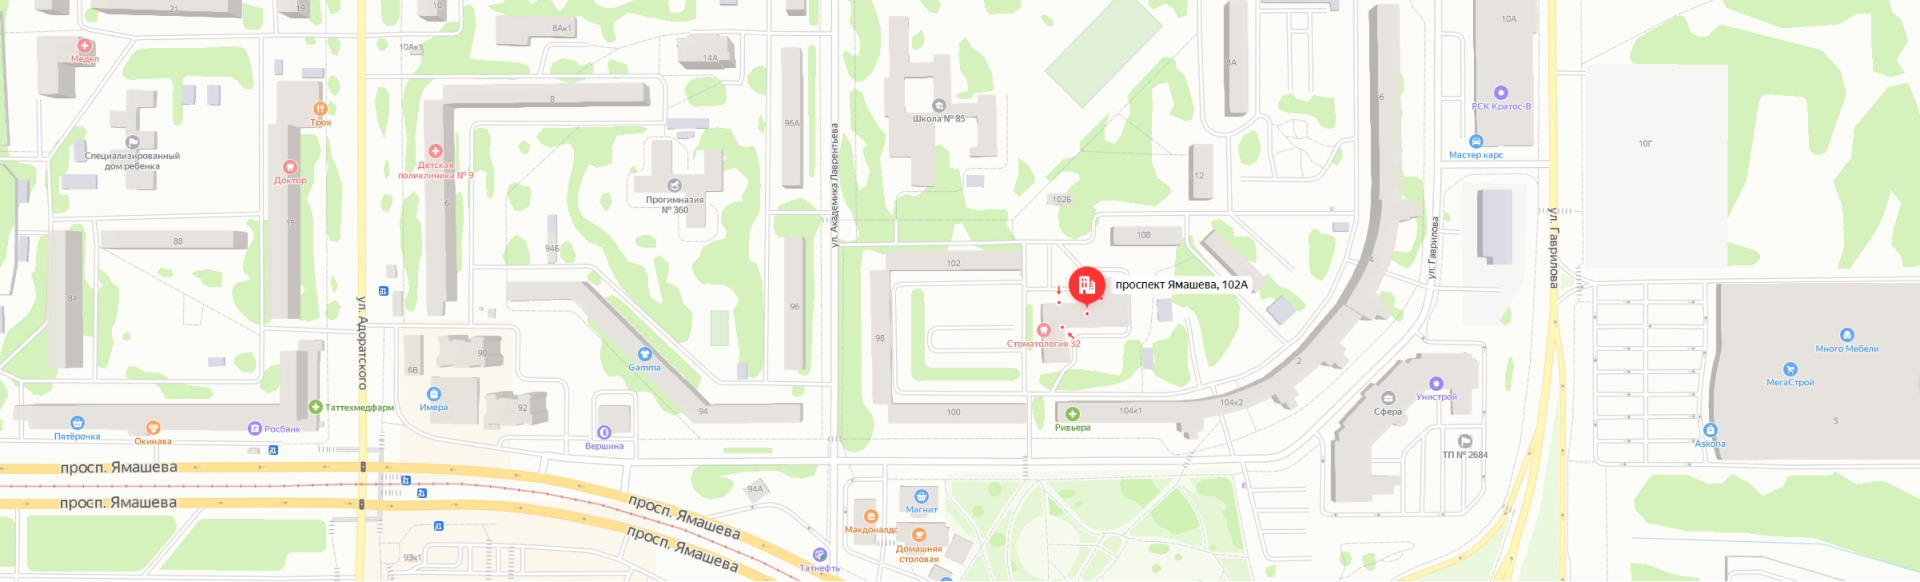 21
19
10
8Ак1
10А
10Ак1
Медел
14А
8А
6
8
Троя
96А
Школа № 85
РСК Кратос-В
Специализированный
дом ребенка
Доктор
Детская
поликлиника № 9
Мастер карс
10Г
12
Прогимназия
№ 360
102Б
ул. Академика Лаврентьева
15
6
88
94Б
108
ул. Гаврилова
ул. Гаврилова
102
4
84
96
проспект Ямашева, 102А
ул. Адоратского
98
Стоматология 32
90
6В
Gamma
2
Много Мебели
МегаСтрой
Имера
92
94
100
104к1
104к2
Сфера
Унистрой
5
Таттехмедфарм
Ривьера
Пятёрочка
Окинава
Росбанк
Вершина
Askona
ТП № 2684
просп. Ямашева
просп. Ямашева
просп. Ямашева
просп. Ямашева
94А
Магнит
Макдоналдс
Домашняя
столовая
93к1
Татнефть